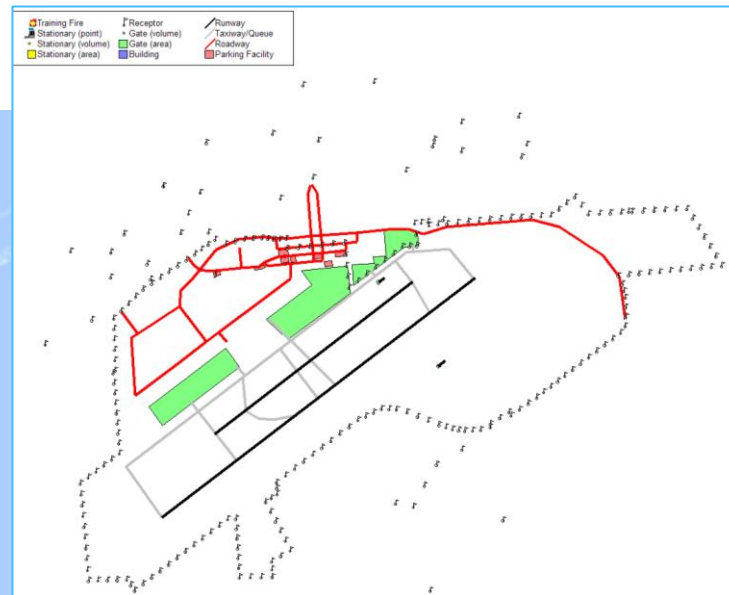 Training Fire Receptor Runway
Stationary (point) Gate (volume) Taxiway/Queue
Stationary (volume) Gate (area) Roadway
Stationary (area) Building Parking Facility